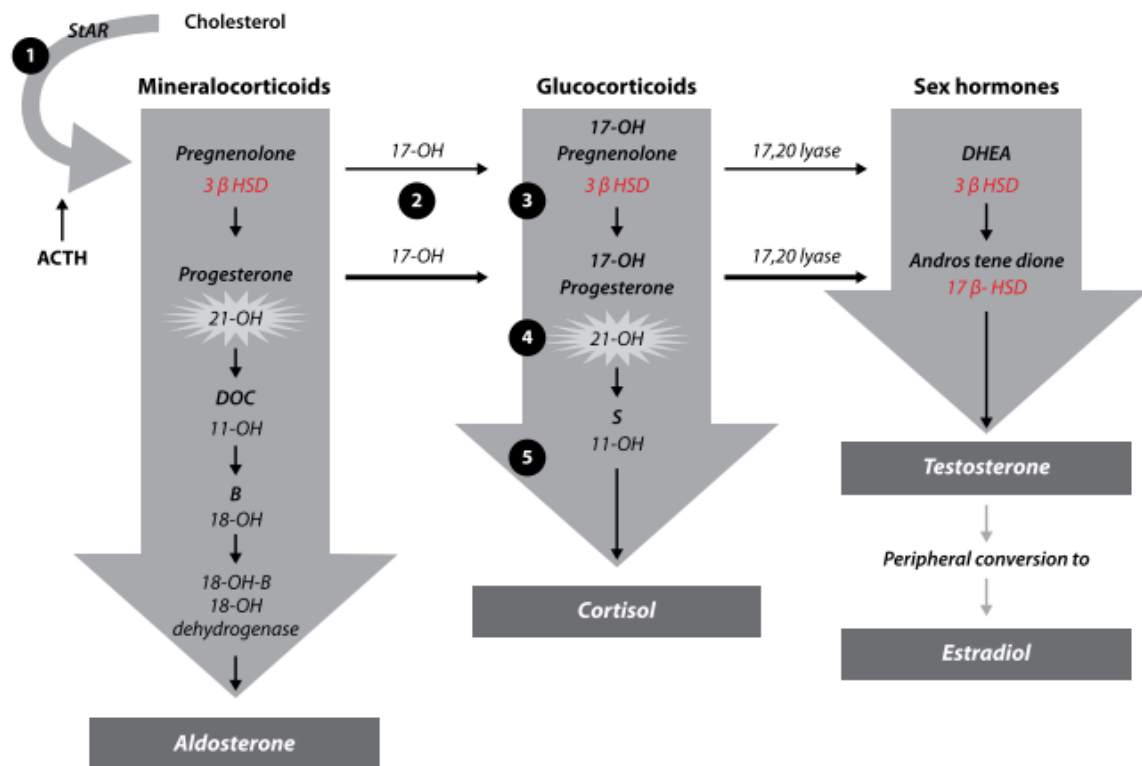 StAR
Cholesterol
1
ACTH
Mineralocorticoids
Pregnenolone
3 β HSD
Progesterone
21-OH
DOC
11-OH
B
18-OH
18-OH-B
18-OH
dehydrogenase
Aldosterone
17-OH
2
17-OH
Glucocorticoids
17-OH
Pregnenolone
3
3 β HSD
17-OH
Progesterone
4
21-OH
S
5
11-OH
Cortisol
17,20 lyase
17,20 lyase
Sex hormones
DHEA
3 β HSD
Andros tene dione
17 β- HSD
Testosterone
Peripheral conversion to
Estradiol